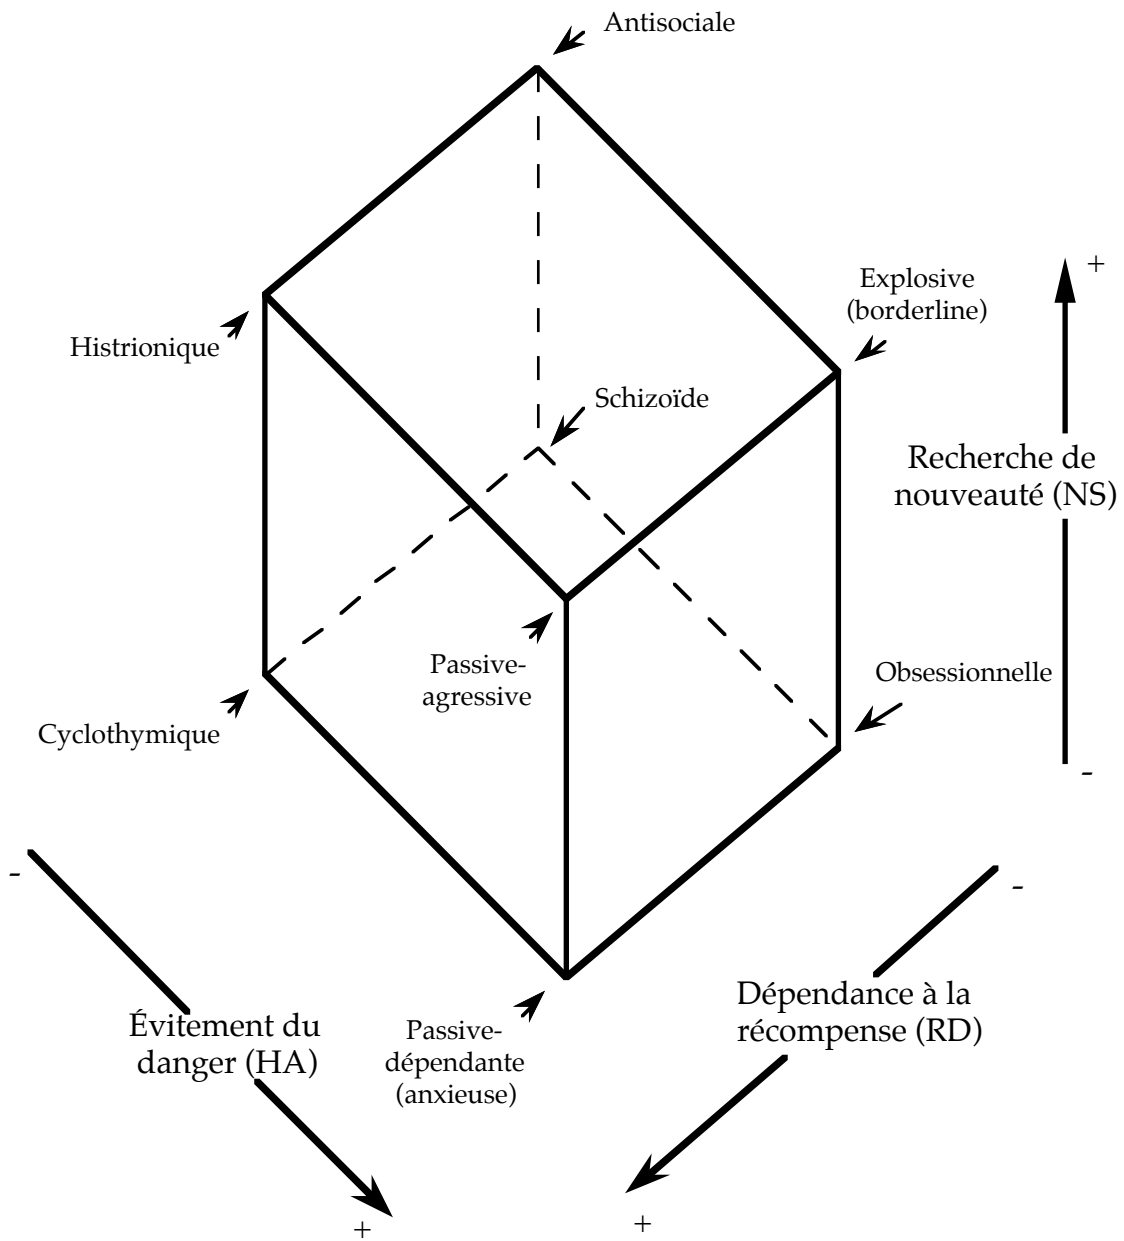 Antisociale
Explosive
(borderline)
+
Histrionique
Schizoïde
Recherche de
nouveauté (NS)
Passive-
agressive
Obsessionnelle
Cyclothymique
-
-
-
Dépendance à la
récompense (RD)
Évitement du
danger (HA)
Passive-
dépendante
(anxieuse)
+
+